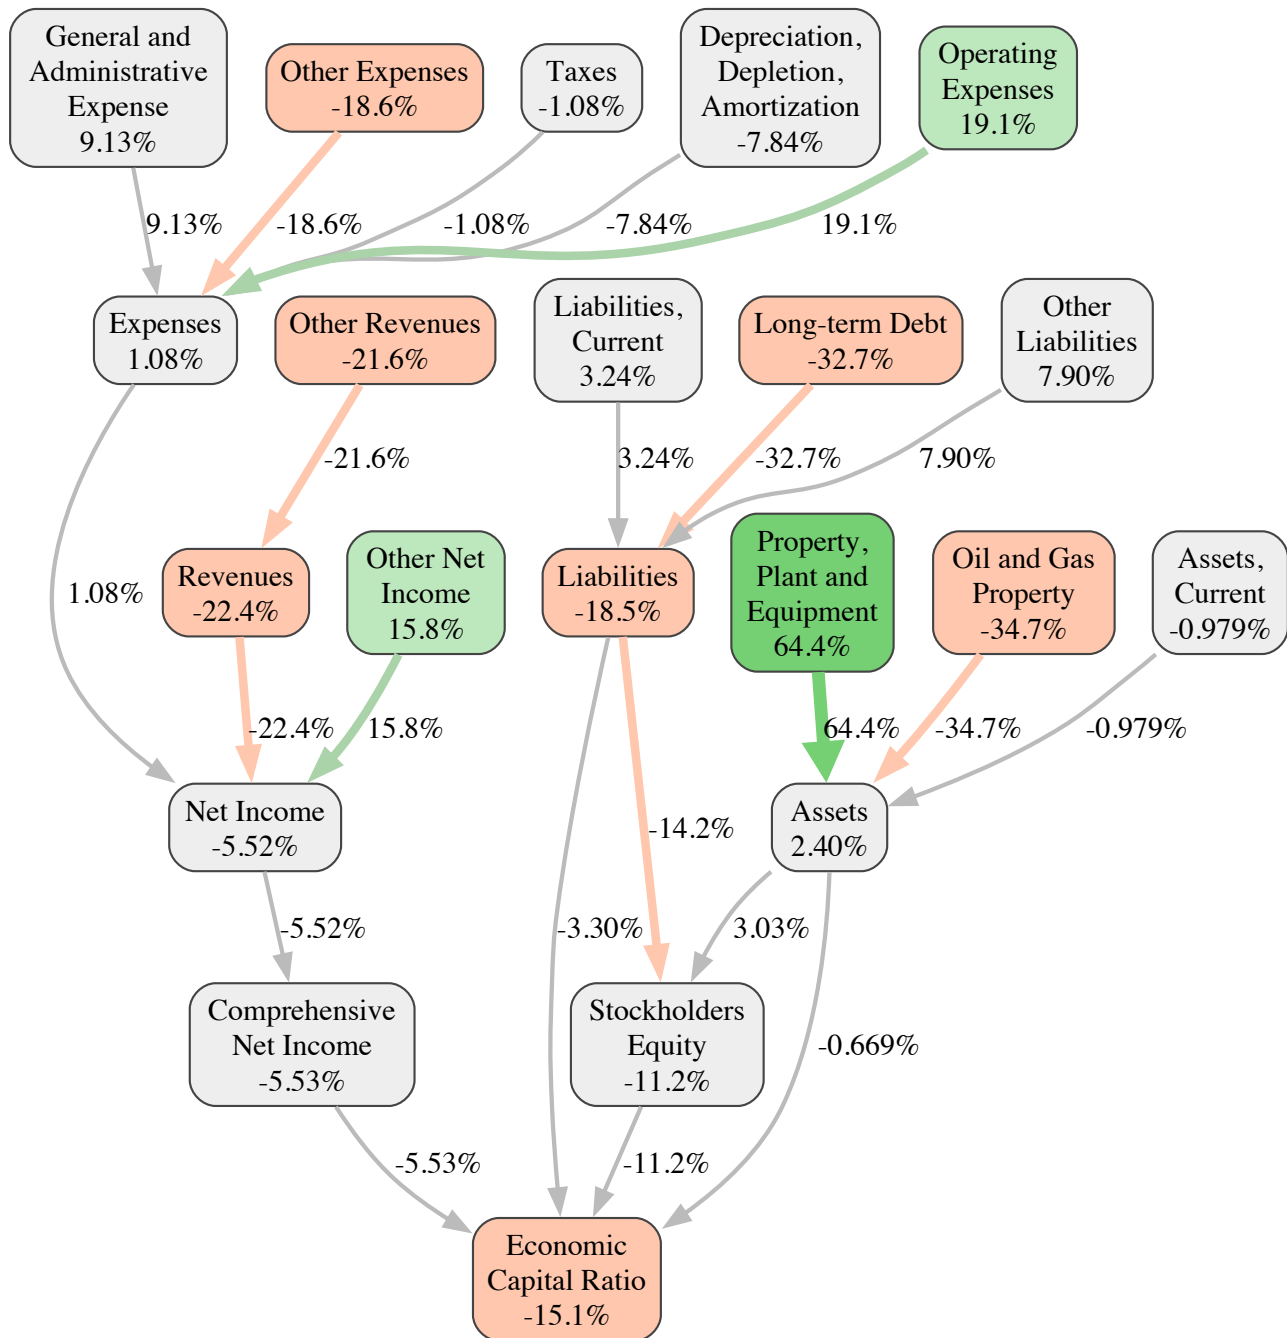 General and
Administrative
Expense
9.13%
Other Expenses
-18.6%
Taxes
-1.08%
Depreciation,
Depletion,
Amortization
-7.84%
Operating
Expenses
19.1%
9.13%
-18.6%
-1.08%
-7.84%
19.1%
Expenses
1.08%
Other Revenues
-21.6%
Liabilities,
Current
3.24%
Long-term Debt
-32.7%
Other
Liabilities
7.90%
-21.6%
3.24%
-32.7%
7.90%
1.08%
Revenues
-22.4%
Other Net
Income
15.8%
Liabilities
-18.5%
Property,
Plant and
Equipment
64.4%
Oil and Gas
Property
-34.7%
Assets,
Current
-0.979%
-22.4%
15.8%
64.4%
-34.7%
-0.979%
Net Income
-5.52%
-14.2%
Assets
2.40%
-5.52%
-3.30%
3.03%
Comprehensive
Net Income
-5.53%
Stockholders
Equity
-11.2%
-0.669%
-5.53%
-11.2%
Economic
Capital Ratio
-15.1%